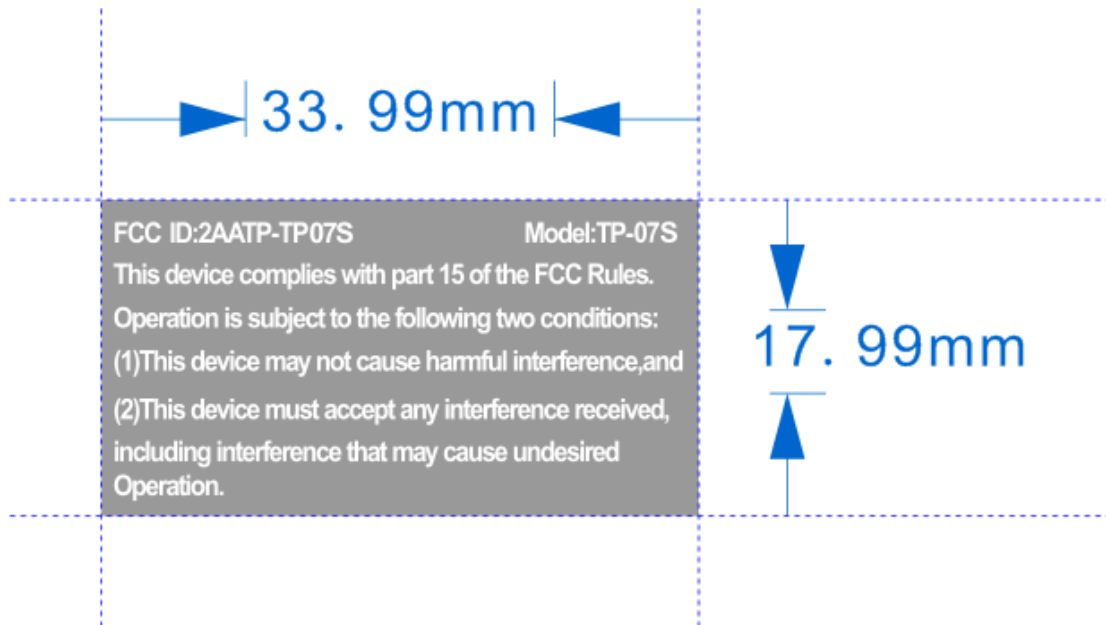 33. 99mm
FCC ID:2AATP-TP07S Model:TP-07S
This device complies with part 15 of the FCC Rules.
Operation is subject to the following two conditions:
(1)This device may not cause harmful interference,and
(2)This device must accept any interference received,
including interference that may cause undesired
Operation.
17. 99mm